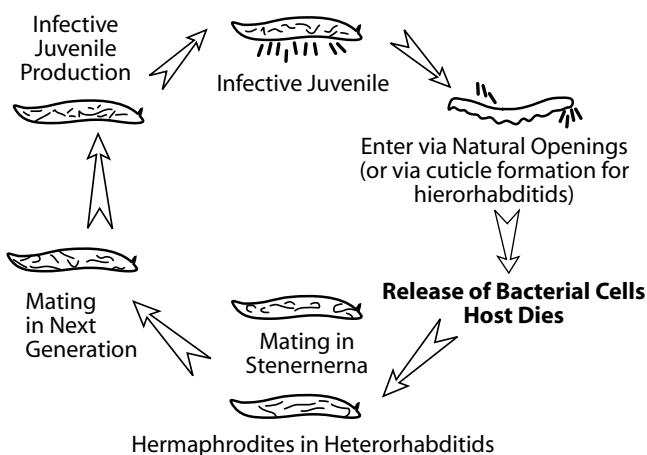 Infective
Juvenile
Production
Infective Juvenile
Enter via Natural Openings
(or via cuticle formation for
hierorhabditids)
Release of Bacterial Cells
Host Dies
Mating in
Stenernerna
Hermaphrodites in Heterorhabditids
Mating
in Next
Generation